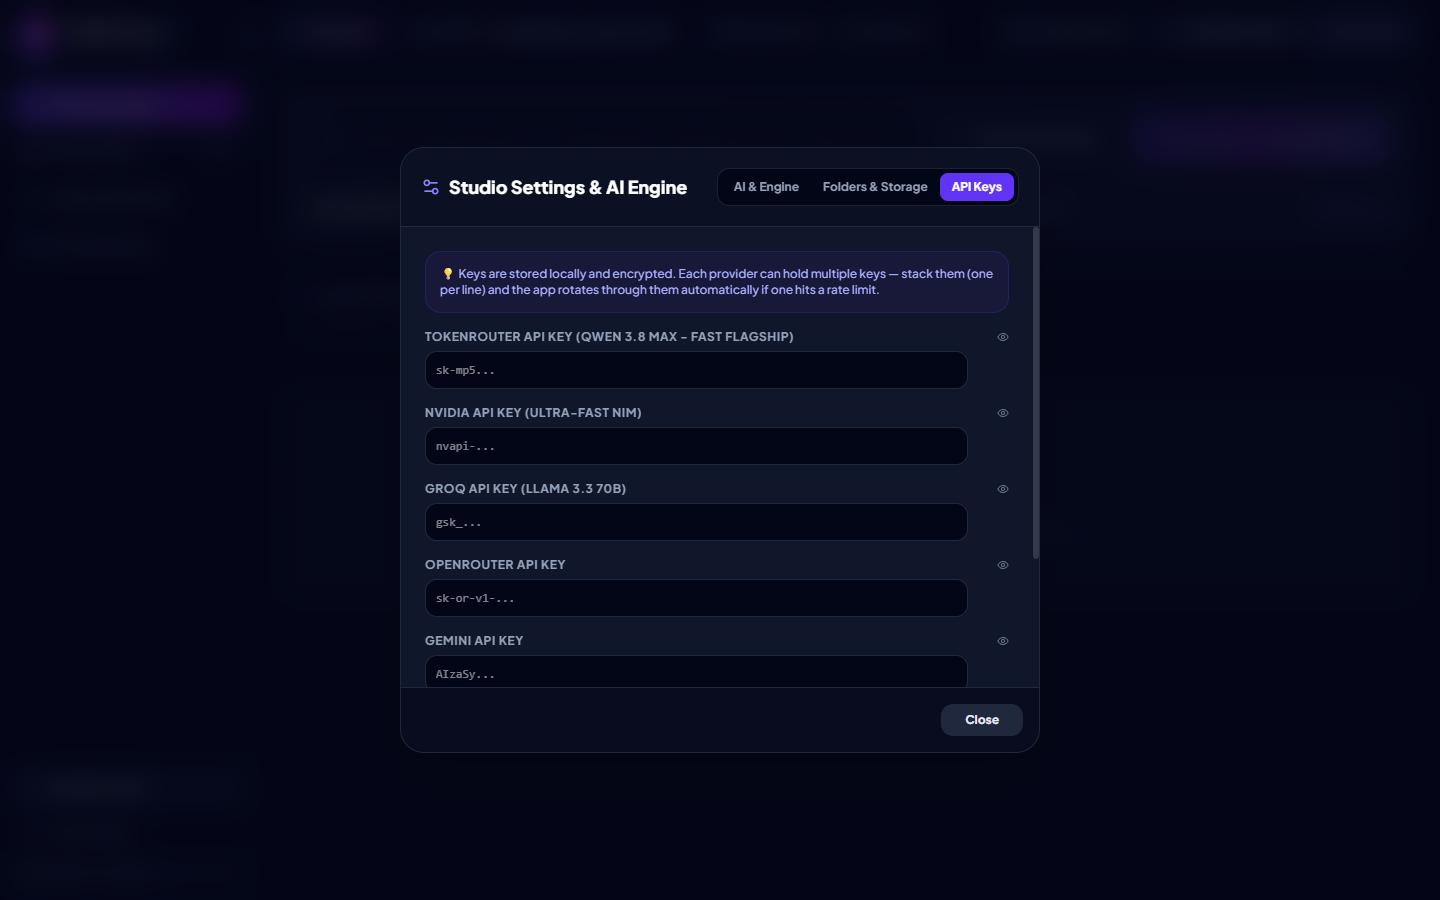 Studio Settings & AI Engine
AI & Engine
Folders & Storage
API Keys
💡 Keys are stored locally and encrypted. Each provider can hold multiple keys — stack them (one
per line) and the app rotates through them automatically if one hits a rate limit.
TOKENROUTER API KEY (QWEN 3.8 MAX - FAST FLAGSHIP)
sk-mp5...
NVIDIA API KEY (ULTRA-FAST NIM)
nvapi-...
GROQ API KEY (LLAMA 3.3 70B)
gsk_...
OPENROUTER API KEY
sk-or-v1-...
GEMINI API KEY
AIzaSy...
Close